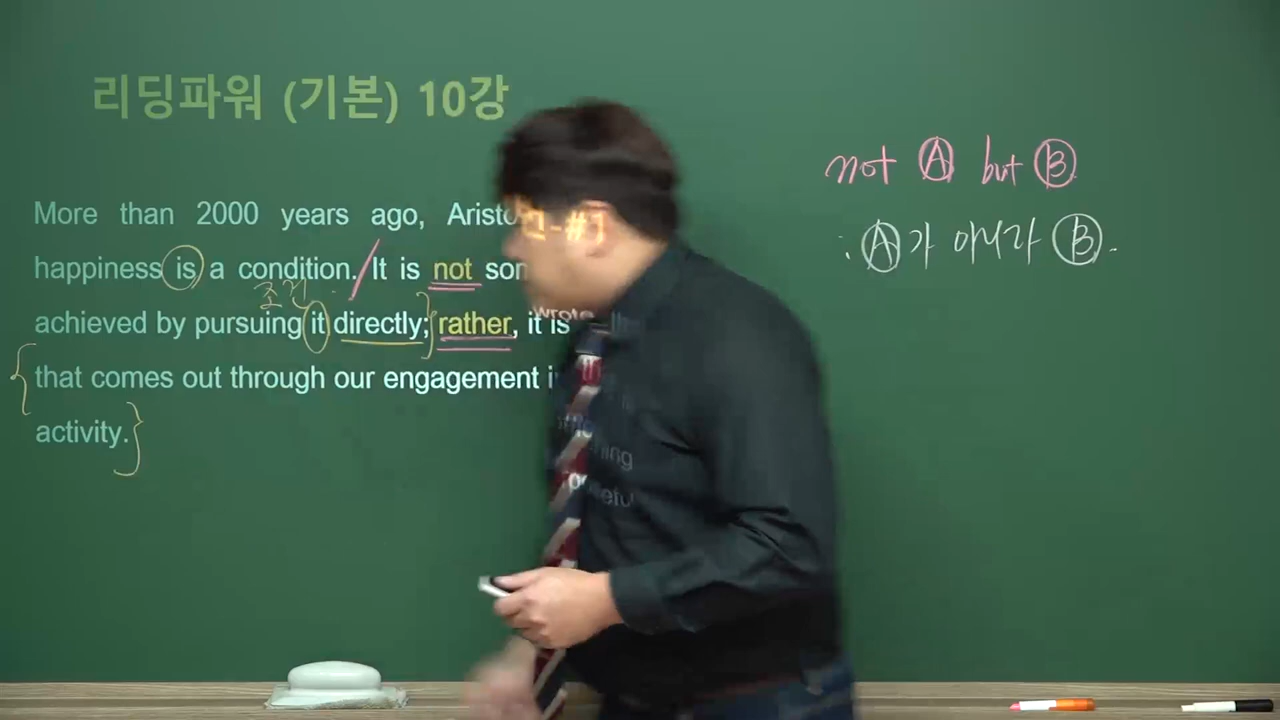 리딩파워 (기본) 10강
More than 2000 years ago,
happiness is a condition. It is not
조건
achieved by pursuing it directly; rather, it is
that comes out through our engagement
activity.
wrote
not Ⓐ but Ⓑ
: Ⓐ가 아니라 Ⓑ.